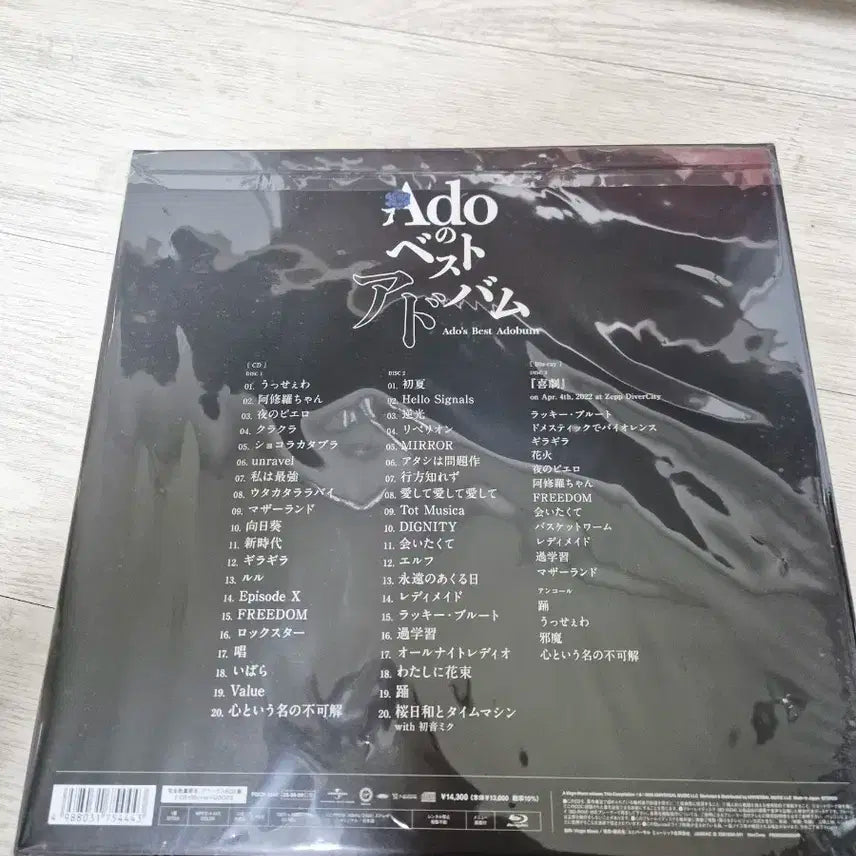 Ado
の
ベスト
アドバム
Ado's Best Adobum
[ CD ]
DISC 1
01. うっせぇわ
02. 阿修羅ちゃん
03. 夜のピエロ
04. クラクラ
05. ショコラカタブラ
06. unravel
07. 私は最強
08. ウタカタララバイ
09. マザーランド
10. 向日葵
11. 新時代
12. ギラギラ
13. ルル
14. Episode X
15. FREEDOM
16. ロックスター
17. 唱
18. いばら
19. Value
20. 心という名の不可解
DISC 2
01. 初夏
02. Hello Signals
03. 逆光
04. リベリオン
05. MIRROR
06. アタシは問題作
07. 行方知れず
08. 愛して愛して愛して
09. Tot Musica
10. DIGNITY
11. 会いたくて
12. エルフ
13. 永遠のあくる日
14. レディメイド
15. ラッキー・ブルート
16. 過学習
17. オールナイトレディオ
18. わたしに花束
19. 踊
20. 桜日和とタイムマシン
with 初音ミク
[ Blu-ray ]
DISC 3
『喜劇』
on Apr. 4th, 2022 at Zepp DiverCity
ラッキー・ブルート
ドメスティックでバイオレンス
ギラギラ
花火
夜のピエロ
阿修羅ちゃん
FREEDOM
会いたくて
バスケットワーム
レディメイド
過学習
マザーランド
アンコール
踊
うっせぇわ
邪魔
心という名の不可解
4 988031 754443
¥14,300 (本体¥13,000 税率10%)
Blu-ray